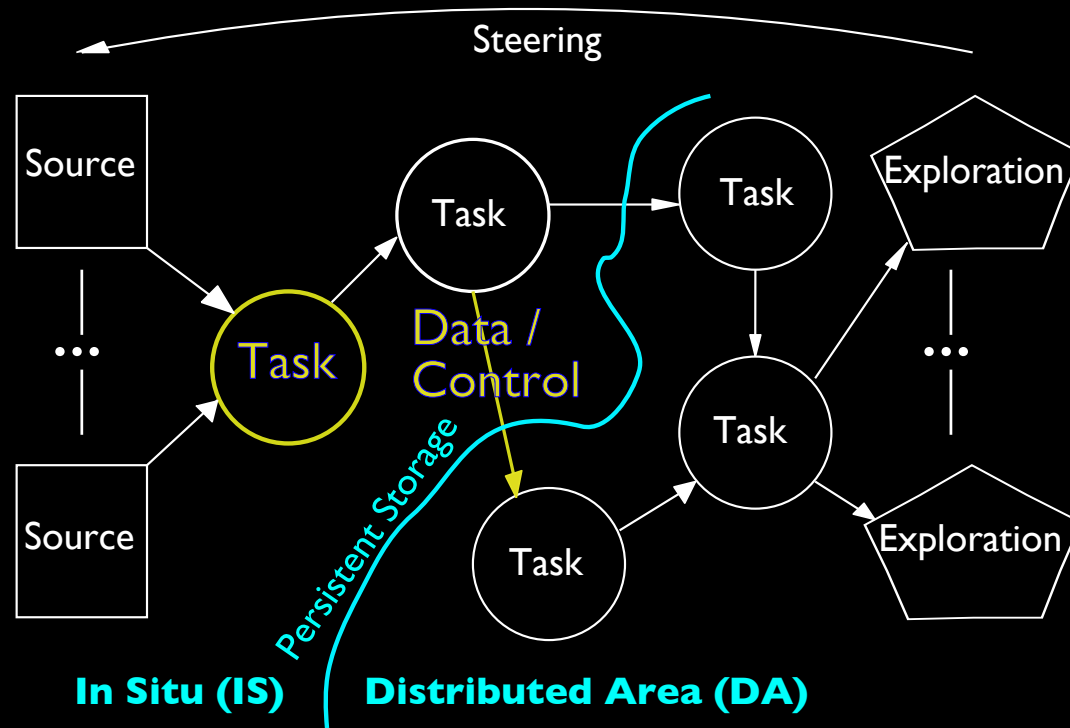 Steering
Source
Task
Task
Exploration
...
Task
Data /
Control
...
Task
Source
Task
Exploration
Persistent Storage
In Situ (IS)
Distributed Area (DA)